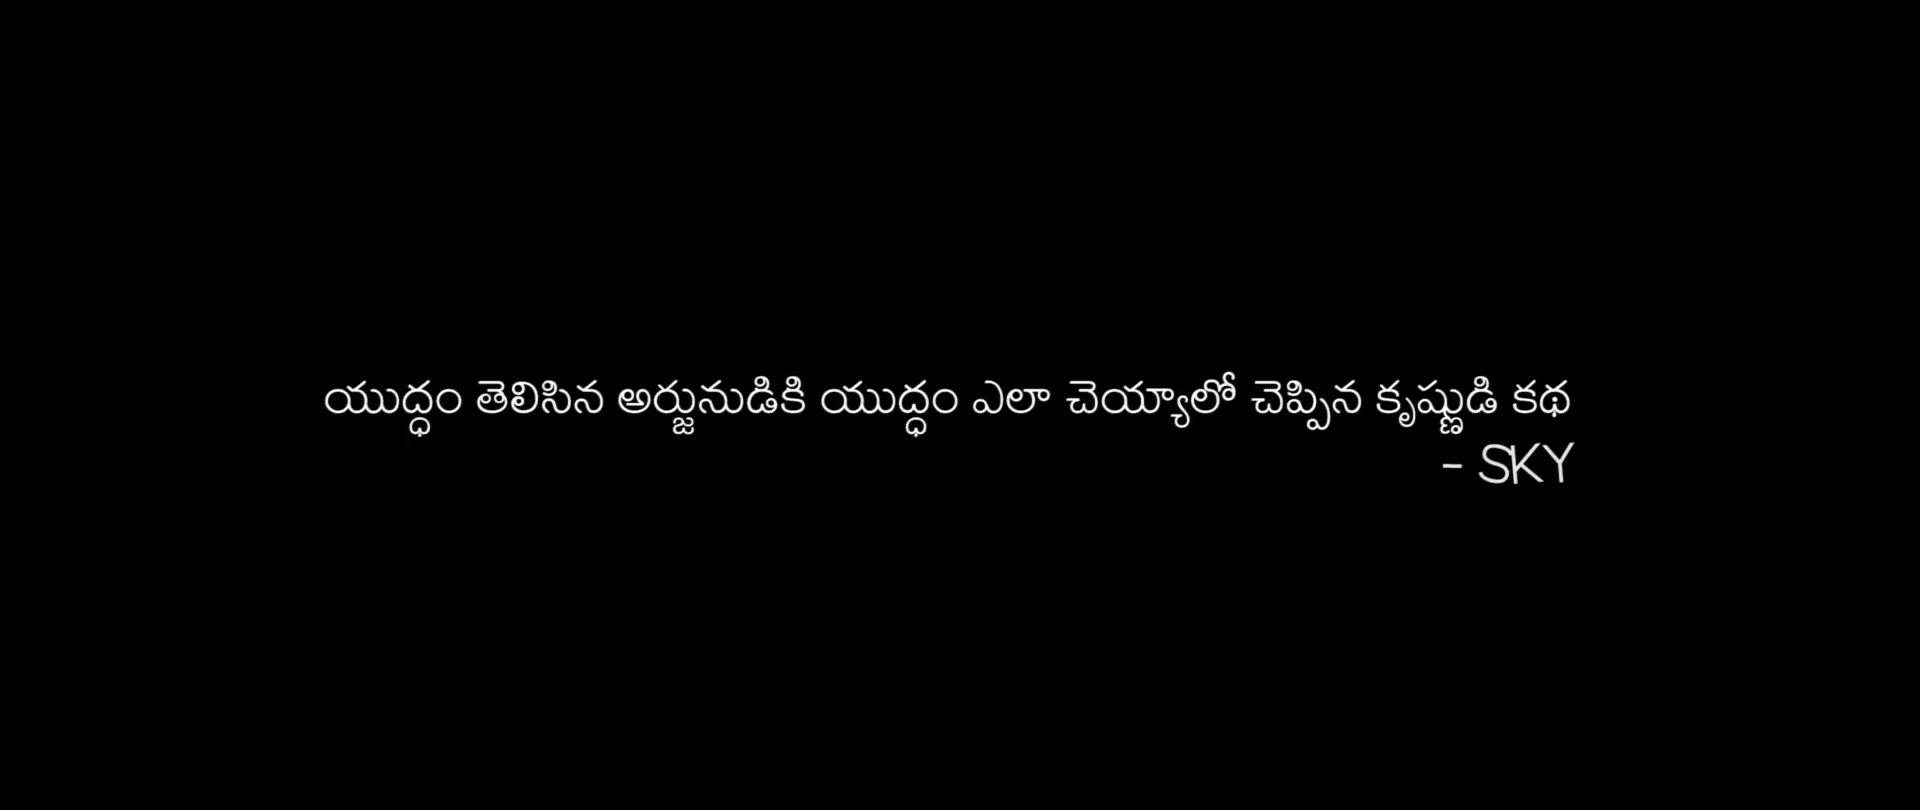 యుద్ధం తెలిసిన అర్జునుడికి యుద్ధం ఎలా చెయ్యాలో చెప్పిన కృష్ణుడి కథ
- SKY